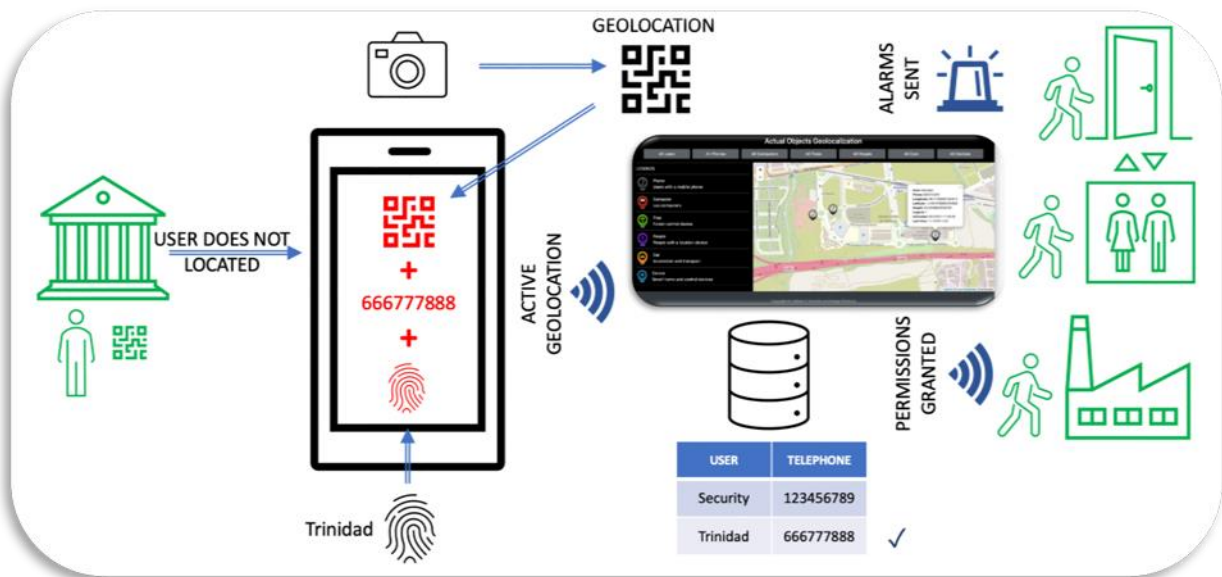 GEOLOCATION
ALARMS
SENT
Actual Objects Geolocalization
USER DOES NOT
LOCATED
666777888
ACTIVE
GEOLOCATION
PERMISSIONS
GRANTED
Trinidad
USER TELEPHONE
Security 123456789
Trinidad 666777888